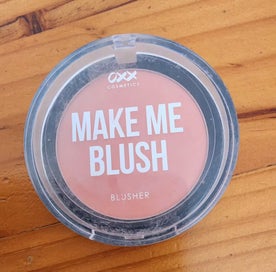 OXX
COSMETICS
MAKE ME
BLUSH
BLUSHER